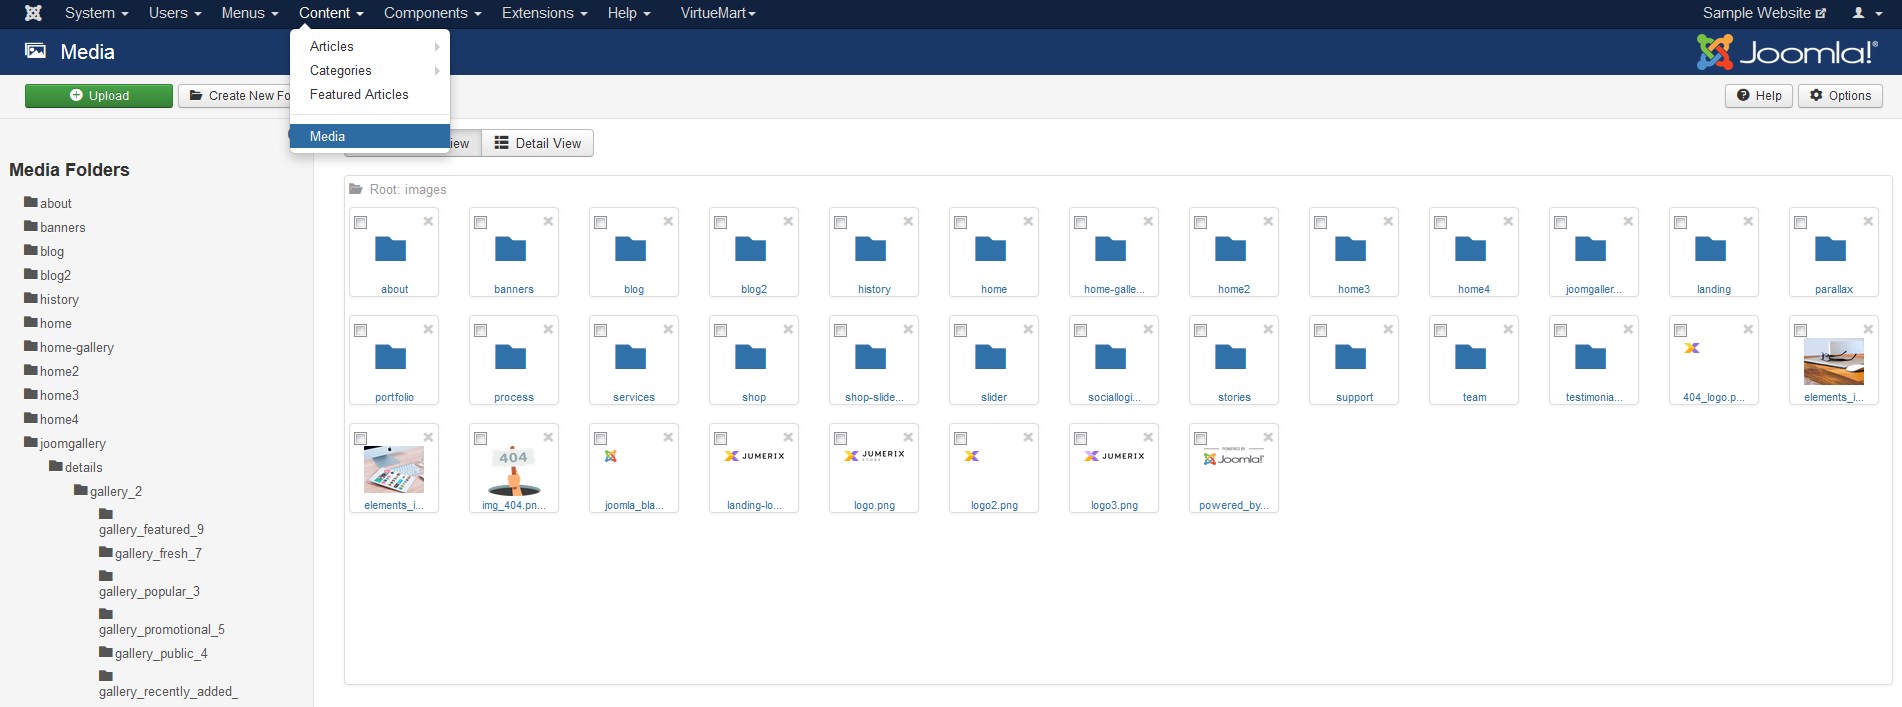 System Users Menus Content Components Extensions Help VirtueMart Sample Website
Media Joomla!®
Articles
Categories
Featured Articles
Media
Upload Create New Fo Help Options
iew Detail View
Media Folders
about
banners
blog
blog2
history
home
home-gallery
home2
home3
home4
joomgallery
details
gallery_2
gallery_featured_9
gallery_fresh_7
gallery_popular_3
gallery_promotional_5
gallery_public_4
gallery_recently_added_
Root: images
about banners blog blog2 history home home-galle... home2 home3 home4 joomgaller... landing parallax
portfolio process services shop shop-slide... slider sociallogi... stories support team testimonia... 404_logo.p... elements_i...
404 JUMERIX JUMERIX JUMERIX POWERED BY
STORE Joomla!
elements_i... img_404.pn... joomla_bla... landing-lo... logo.png logo2.png logo3.png powered_by...